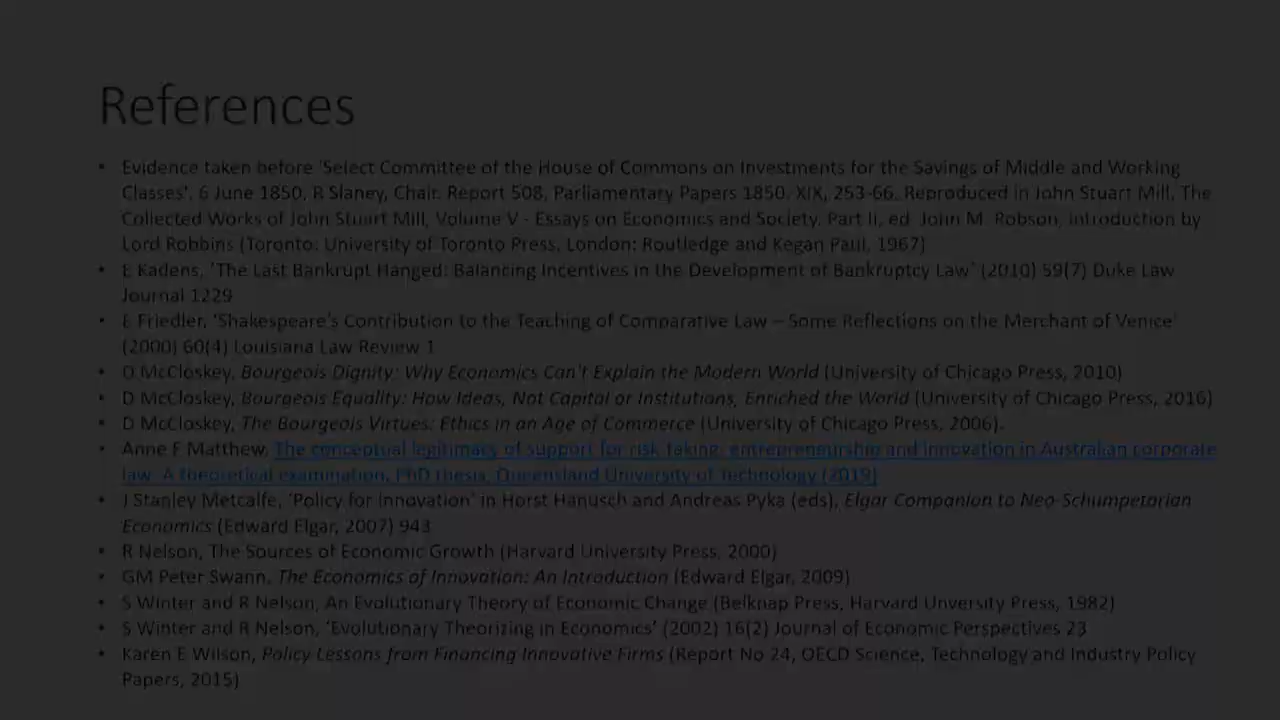 References
• Evidence taken before 'Select Committee of the House of Commons on Investments for the Savings of Middle and Working
Classes', 6 June 1850, R Slaney, Chair. Report 508, Parliamentary Papers 1850, XIX, 253-66. Reproduced in John Stuart Mill, The
Collected Works of John Stuart Mill, Volume V - Essays on Economics and Society. Part II, ed. John M. Robson, introduction by
Lord Robbins (Toronto: University of Toronto Press, London: Routledge and Kegan Paul, 1967)
• E Kadens, 'The Last Bankrupt Hanged: Balancing Incentives in the Development of Bankruptcy Law' (2010) 59(7) Duke Law
Journal 1229
• E Friedler, 'Shakespeare's Contribution to the Teaching of Comparative Law – Some Reflections on the Merchant of Venice'
(2000) 60(4) Louisiana Law Review 1
• D McCloskey, Bourgeois Dignity: Why Economics Can't Explain the Modern World (University of Chicago Press, 2010)
• D McCloskey, Bourgeois Equality: How Ideas, Not Capital or Institutions, Enriched the World (University of Chicago Press, 2016)
• D McCloskey, The Bourgeois Virtues: Ethics in an Age of Commerce (University of Chicago Press, 2006).
• Anne F Matthew, The conceptual legitimacy of support for risk taking, entrepreneurship and innovation in Australian corporate
law: A theoretical examination, PhD thesis, Queensland University of Technology (2019)
• J Stanley Metcalfe, 'Policy for Innovation' in Horst Hanusch and Andreas Pyka (eds), Elgar Companion to Neo-Schumpetarian
Economics (Edward Elgar, 2007) 943
• R Nelson, The Sources of Economic Growth (Harvard University Press, 2000)
• GM Peter Swann, The Economics of Innovation: An Introduction (Edward Elgar, 2009)
• S Winter and R Nelson, An Evolutionary Theory of Economic Change (Belknap Press, Harvard Unversity Press, 1982)
• S Winter and R Nelson, 'Evolutionary Theorizing in Economics' (2002) 16(2) Journal of Economic Perspectives 23
• Karen E Wilson, Policy Lessons from Financing Innovative Firms (Report No 24, OECD Science, Technology and Industry Policy
Papers, 2015)